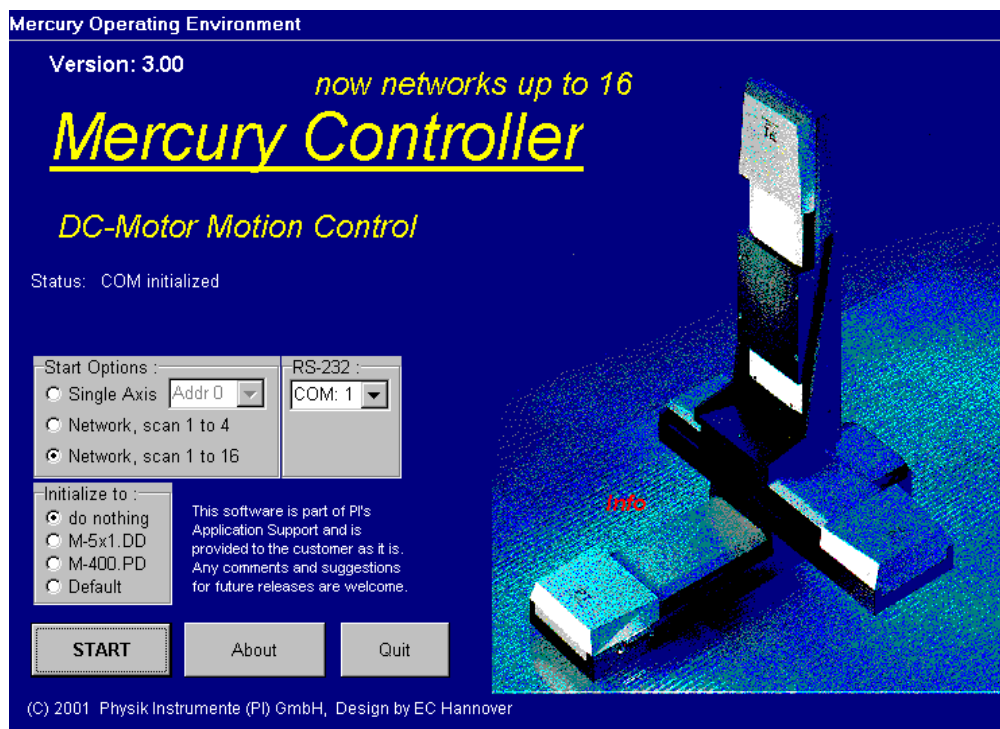 Mercury Operating Environment
Version: 3.00
now networks up to 16
Mercury Controller
DC-Motor Motion Control
Status: COM initialized
Start Options :
RS-232 :
Single Axis Addr 0
COM: 1
Network, scan 1 to 4
Network, scan 1 to 16
Initialize to :
do nothing
M-5x1.DD
M-400.PD
Default
This software is part of PI's
Application Support and is
provided to the customer as it is.
Any comments and suggestions
for future releases are welcome.
Info
START
About
Quit
(C) 2001 Physik Instrumente (PI) GmbH, Design by EC Hannover